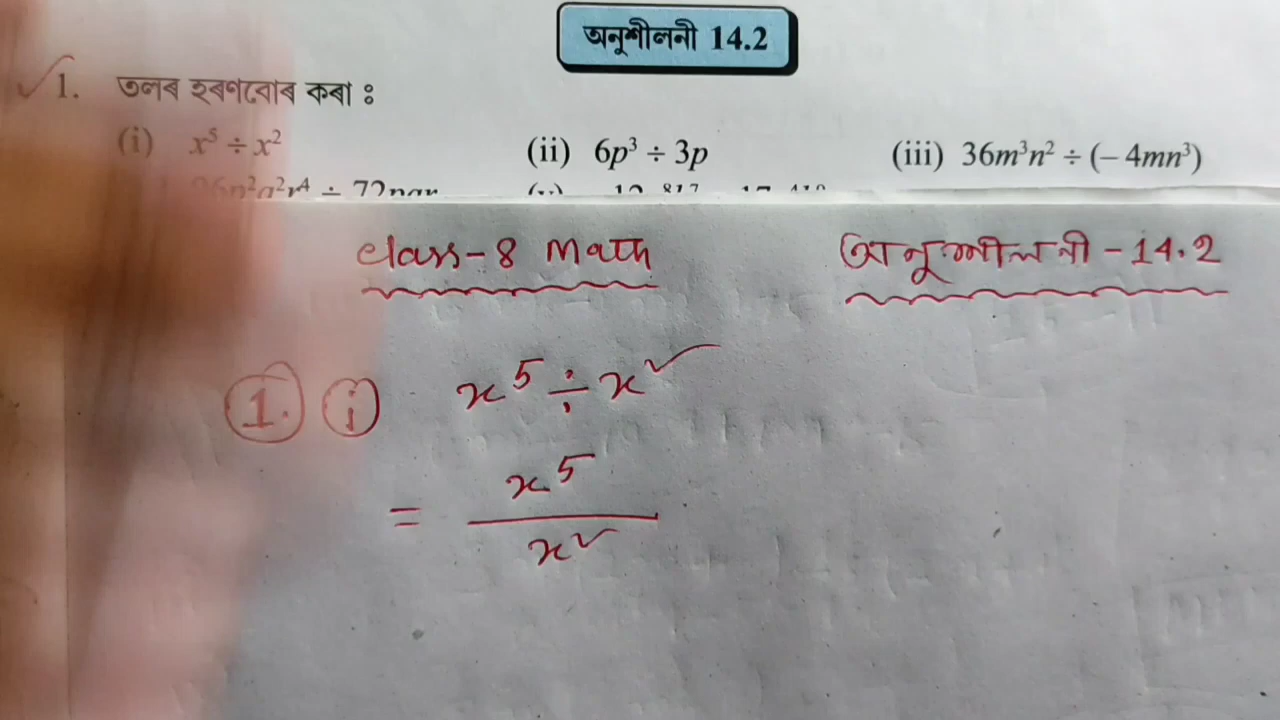 অনুশীলনী 14.2
1. তলৰ হৰণবোৰ কৰা ঃ
(i) x⁵ ÷ x² (ii) 6p³ ÷ 3p (iii) 36m³n² ÷ (– 4mn³)
class-8 Math অনুশীলনী-14.2
1. i x⁵ ÷ x²
= x⁵
x²